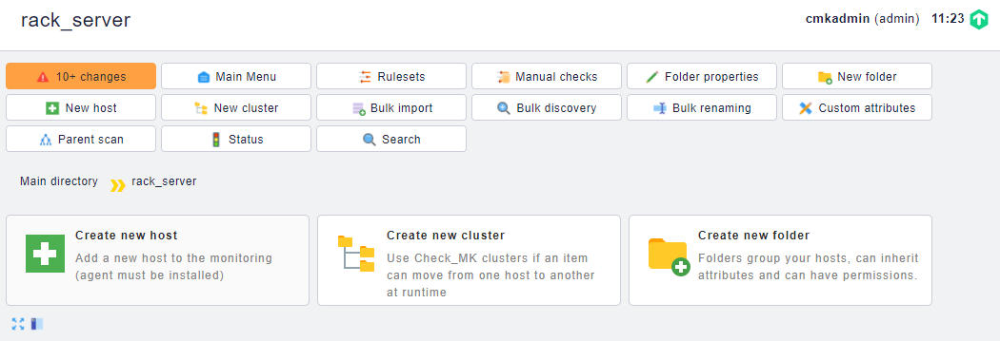 rack_server
cmkadmin (admin) 11:23
10+ changes
Main Menu
Rulesets
Manual checks
Folder properties
New folder
New host
New cluster
Bulk import
Bulk discovery
Bulk renaming
Custom attributes
Parent scan
Status
Search
Main directory rack_server
Create new host
Add a new host to the monitoring
(agent must be installed)
Create new cluster
Use Check_MK clusters if an item
can move from one host to another
at runtime
Create new folder
Folders group your hosts, can inherit
attributes and can have permissions.